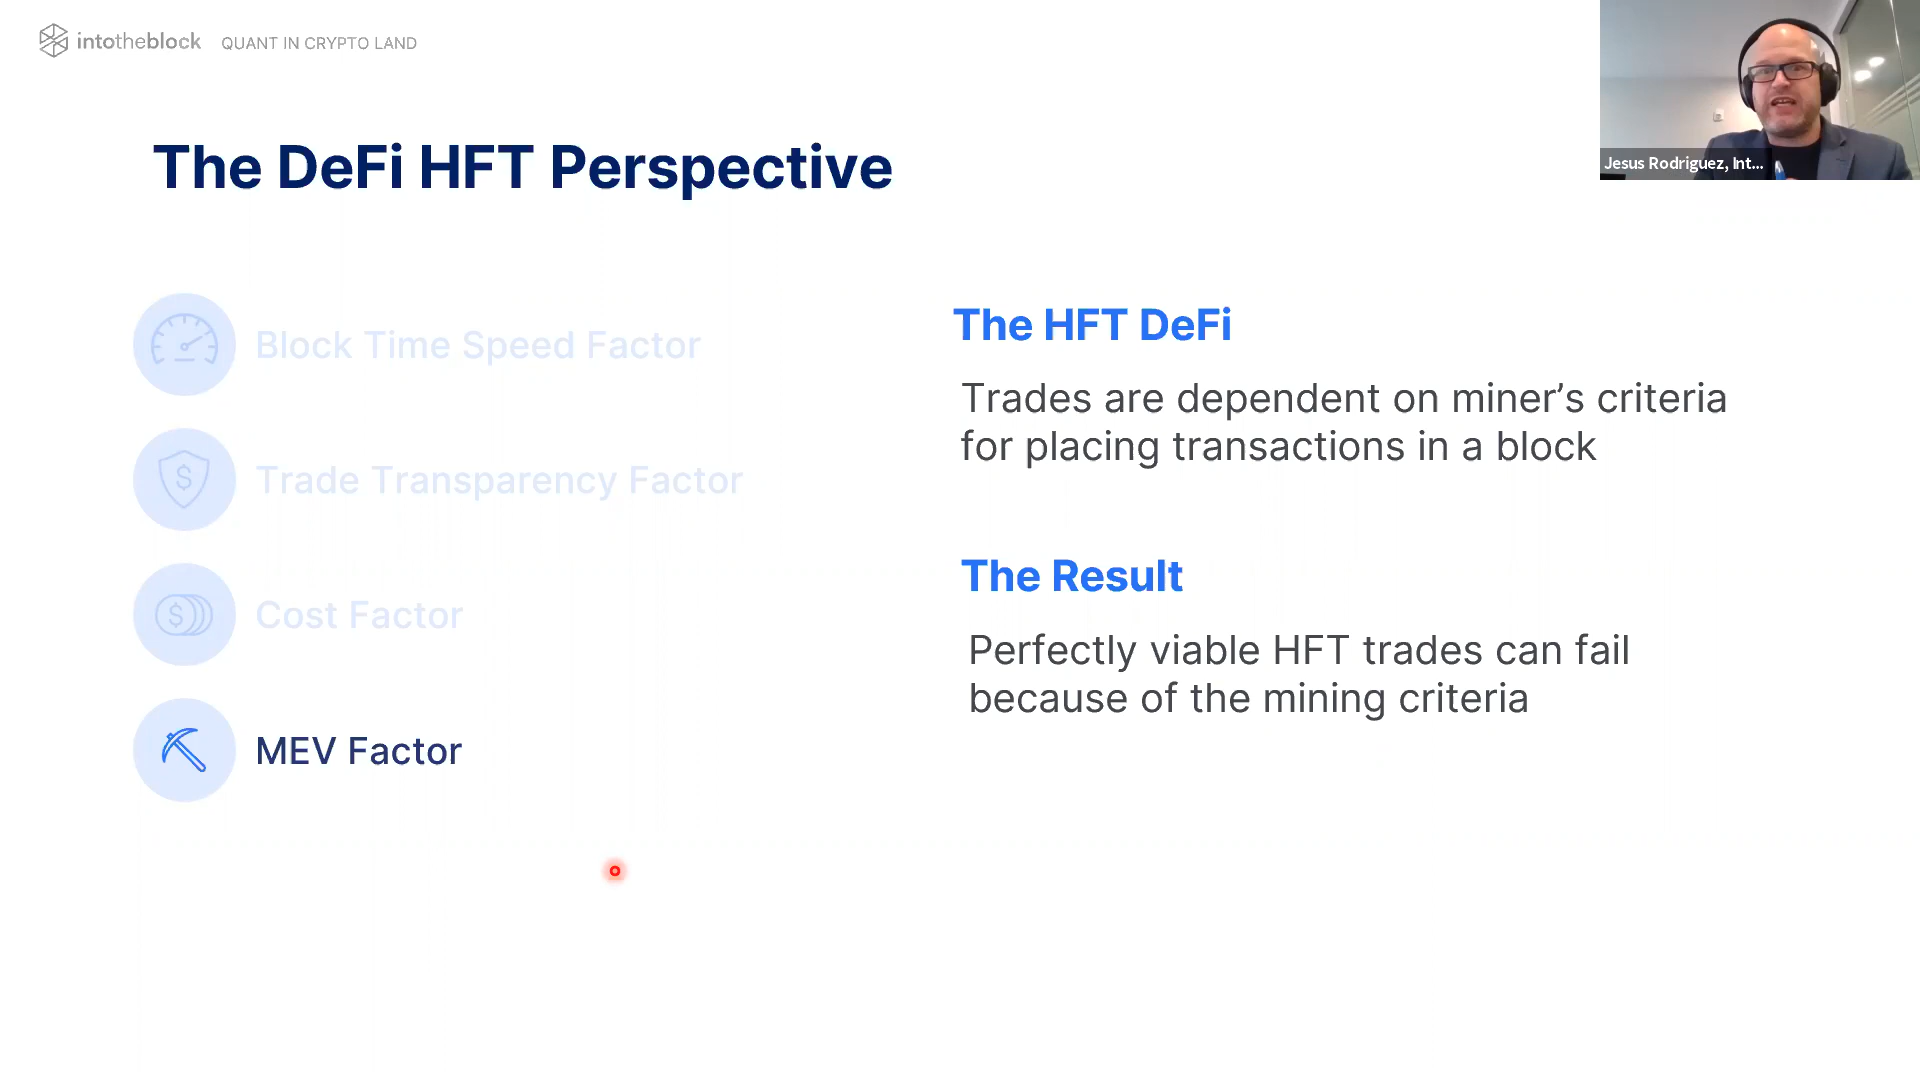 intotheblock QUANT IN CRYPTO LAND
Jesus Rodriguez, Int...
The DeFi HFT Perspective
Block Time Speed Factor
Trade Transparency Factor
$
Cost Factor
$
MEV Factor
The HFT DeFi
Trades are dependent on miner’s criteria
for placing transactions in a block
The Result
Perfectly viable HFT trades can fail
because of the mining criteria